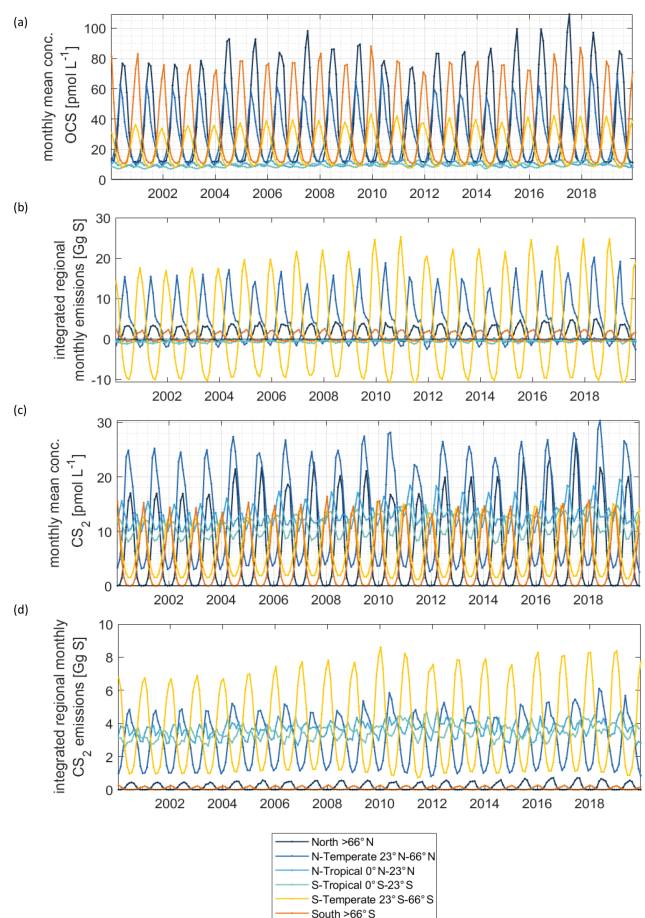 (a)
monthly mean conc.
OCS [pmol L⁻¹]
100
80
60
40
20
0
2002 2004 2006 2008 2010 2012 2014 2016 2018
(b)
integrated regional
monthly emissions [Gg S]
30
20
10
0
-10
2002 2004 2006 2008 2010 2012 2014 2016 2018
(c)
monthly mean conc.
CS₂ [pmol L⁻¹]
30
20
10
0
2002 2004 2006 2008 2010 2012 2014 2016 2018
(d)
integrated regional monthly
CS₂ emissions [Gg S]
10
8
6
4
2
0
2002 2004 2006 2008 2010 2012 2014 2016 2018
North >66°N
N-Temperate 23°N-66°N
N-Tropical 0°N-23°N
S-Tropical 0°S-23°S
S-Temperate 23°S-66°S
South >66°S